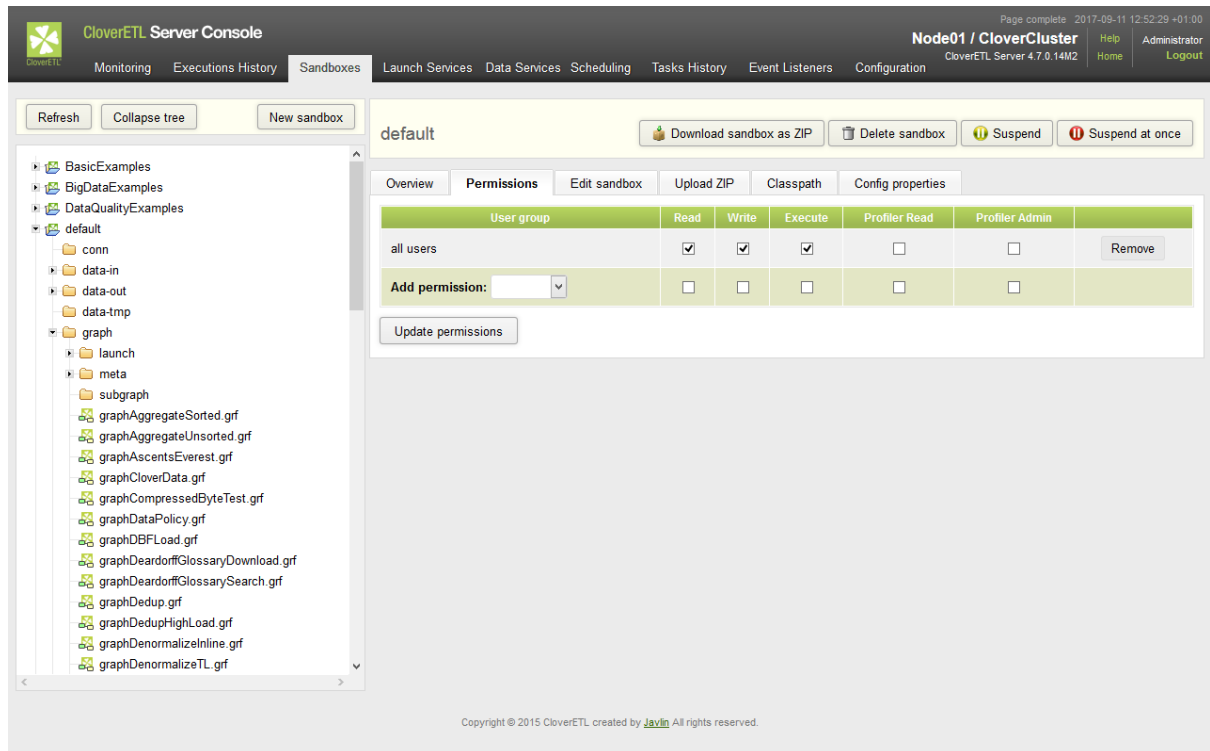 Page complete 2017-09-11 12:52:29 +01:00
CloverETL Server Console
Node01 / CloverCluster Help Administrator
CloverETL Server 4.7.0.14M2 Home Logout
CloverETL
Monitoring Executions History Sandboxes Launch Services Data Services Scheduling Tasks History Event Listeners Configuration
Refresh Collapse tree New sandbox
BasicExamples
BigDataExamples
DataQualityExamples
default
conn
data-in
data-out
data-tmp
graph
launch
meta
subgraph
graphAggregateSorted.grf
graphAggregateUnsorted.grf
graphAscentsEverest.grf
graphCloverData.grf
graphCompressedByteTest.grf
graphDataPolicy.grf
graphDBFLoad.grf
graphDeardorffGlossaryDownload.grf
graphDeardorffGlossarySearch.grf
graphDedup.grf
graphDedupHighLoad.grf
graphDenormalizeInline.grf
graphDenormalizeTL.grf
default Download sandbox as ZIP Delete sandbox Suspend Suspend at once
Overview Permissions Edit sandbox Upload ZIP Classpath Config properties
User group Read Write Execute Profiler Read Profiler Admin
all users Remove
Add permission:
Update permissions
Copyright © 2015 CloverETL created by Javlin All rights reserved.